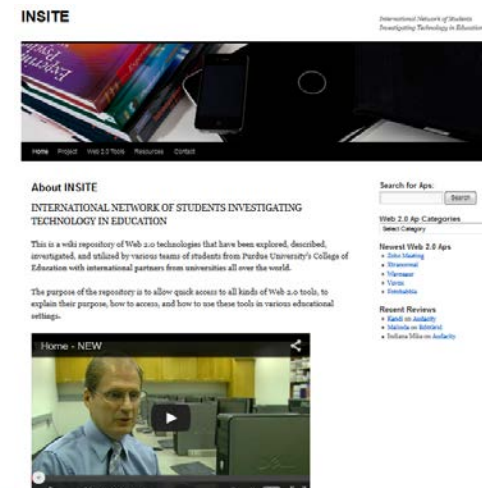 INSITE
International Network of Students
Investigating Technology in Education
Home Project Web 2.0 Tools Resources Contact
About INSITE
INTERNATIONAL NETWORK OF STUDENTS INVESTIGATING
TECHNOLOGY IN EDUCATION
This is a wiki repository of Web 2.0 technologies that have been explored, described,
investigated, and utilized by various teams of students from Purdue University's College of
Education with international partners from universities all over the world.
The purpose of the repository is to allow quick access to all kinds of Web 2.0 tools, to
explain their purpose, how to access, and how to use these tools in various educational
settings.
Home - NEW
Search for Aps:
Search
Web 2.0 Ap Categories
Select Category
Newest Web 2.0 Aps
Xtranormal
Recent Reviews
Kandi on Audacity
on
Indiana Mike on Audacity